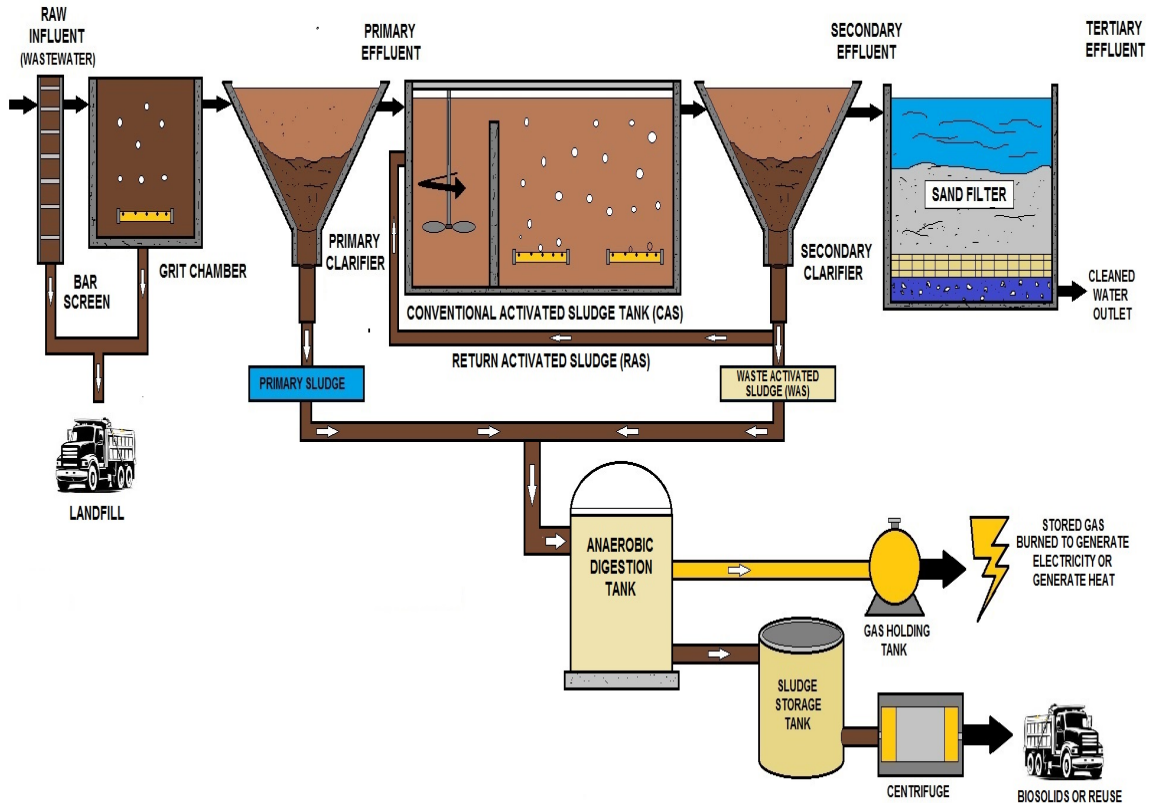 RAW
INFLUENT
(WASTEWATER)
PRIMARY
EFFLUENT
SECONDARY
EFFLUENT
TERTIARY
EFFLUENT
SAND FILTER
PRIMARY
CLARIFIER
SECONDARY
CLARIFIER
GRIT CHAMBER
BAR
SCREEN
CLEANED
WATER
OUTLET
CONVENTIONAL ACTIVATED SLUDGE TANK (CAS)
RETURN ACTIVATED SLUDGE (RAS)
PRIMARY SLUDGE
WASTE ACTIVATED
SLUDGE (WAS)
LANDFILL
ANAEROBIC
DIGESTION
TANK
STORED GAS
BURNED TO GENERATE
ELECTRICITY OR
GENERATE HEAT
GAS HOLDING
TANK
SLUDGE
STORAGE
TANK
CENTRIFUGE
BIOSOLIDS OR REUSE